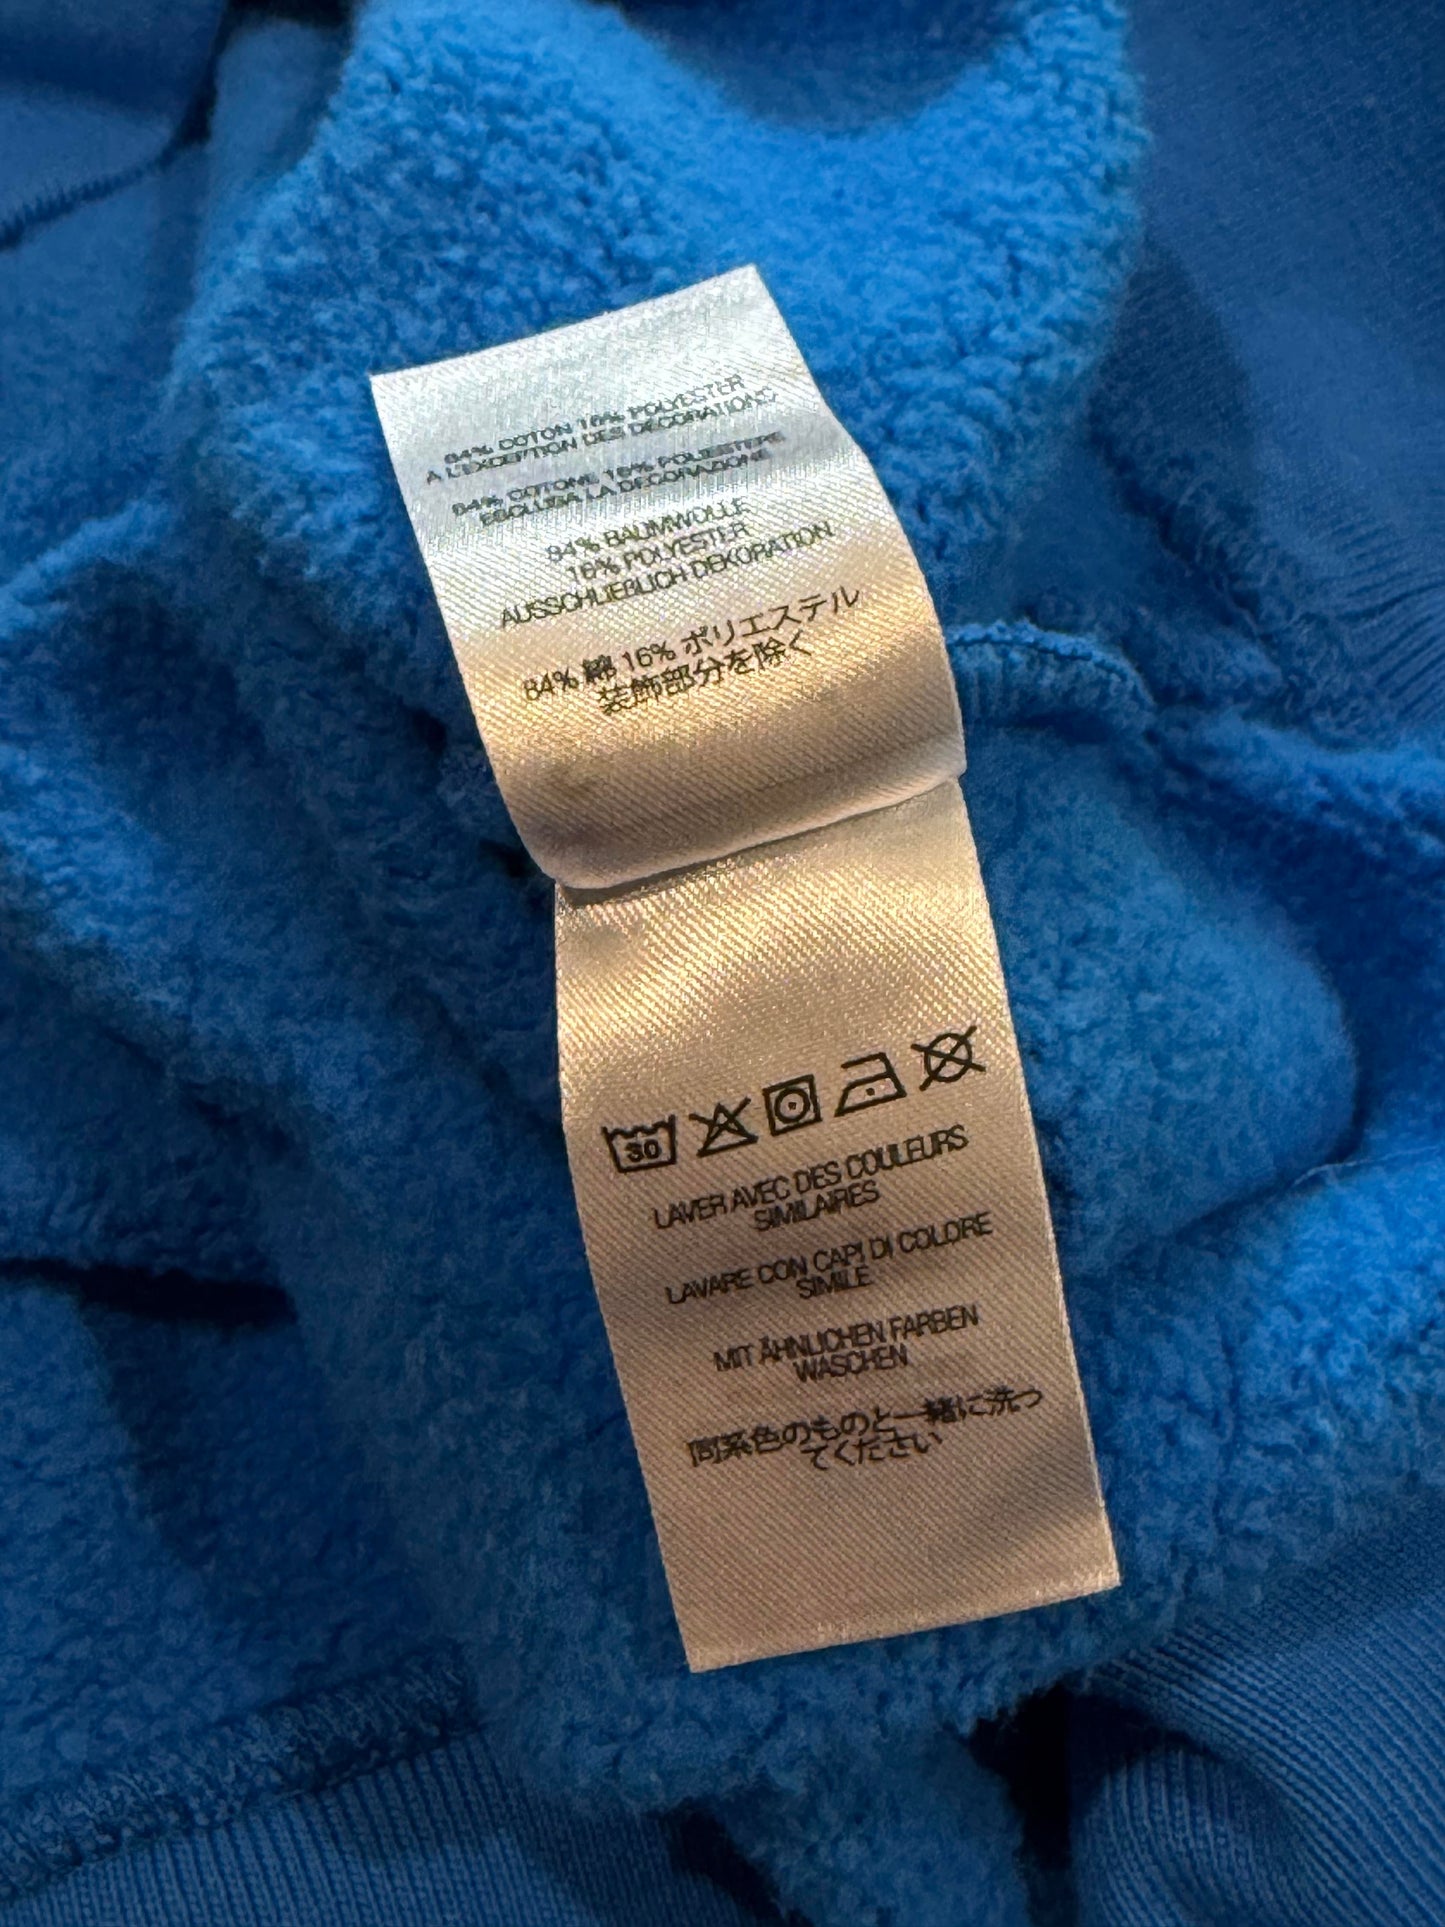 84% COTON 16% POLYESTER
A L'EXCEPTION DES DECORATIONS
84% COTONE 16% POLIESTERE
ESCLUSA LA DECORAZIONE
84% BAUMWOLLE
16% POLYESTER
AUSSCHLIEBLICH DEKORATION
84% 綿 16% ポリエステル
装飾部分を除く
30
LAVER AVEC DES COULEURS
SIMILAIRES
LAVARE CON CAPI DI COLORE
SIMILE
MIT ÄHNLICHEN FARBEN
WASCHEN
同系色のものと一緒に洗っ
てください